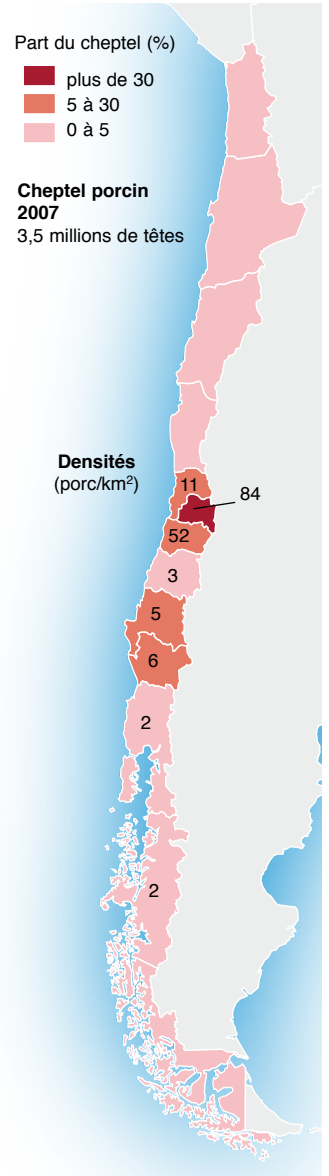 Part du cheptel (%)
plus de 30
5 à 30
0 à 5
Cheptel porcin
2007
3,5 millions de têtes
Densités
(porc/km²)
11
84
52
3
5
6
2
2